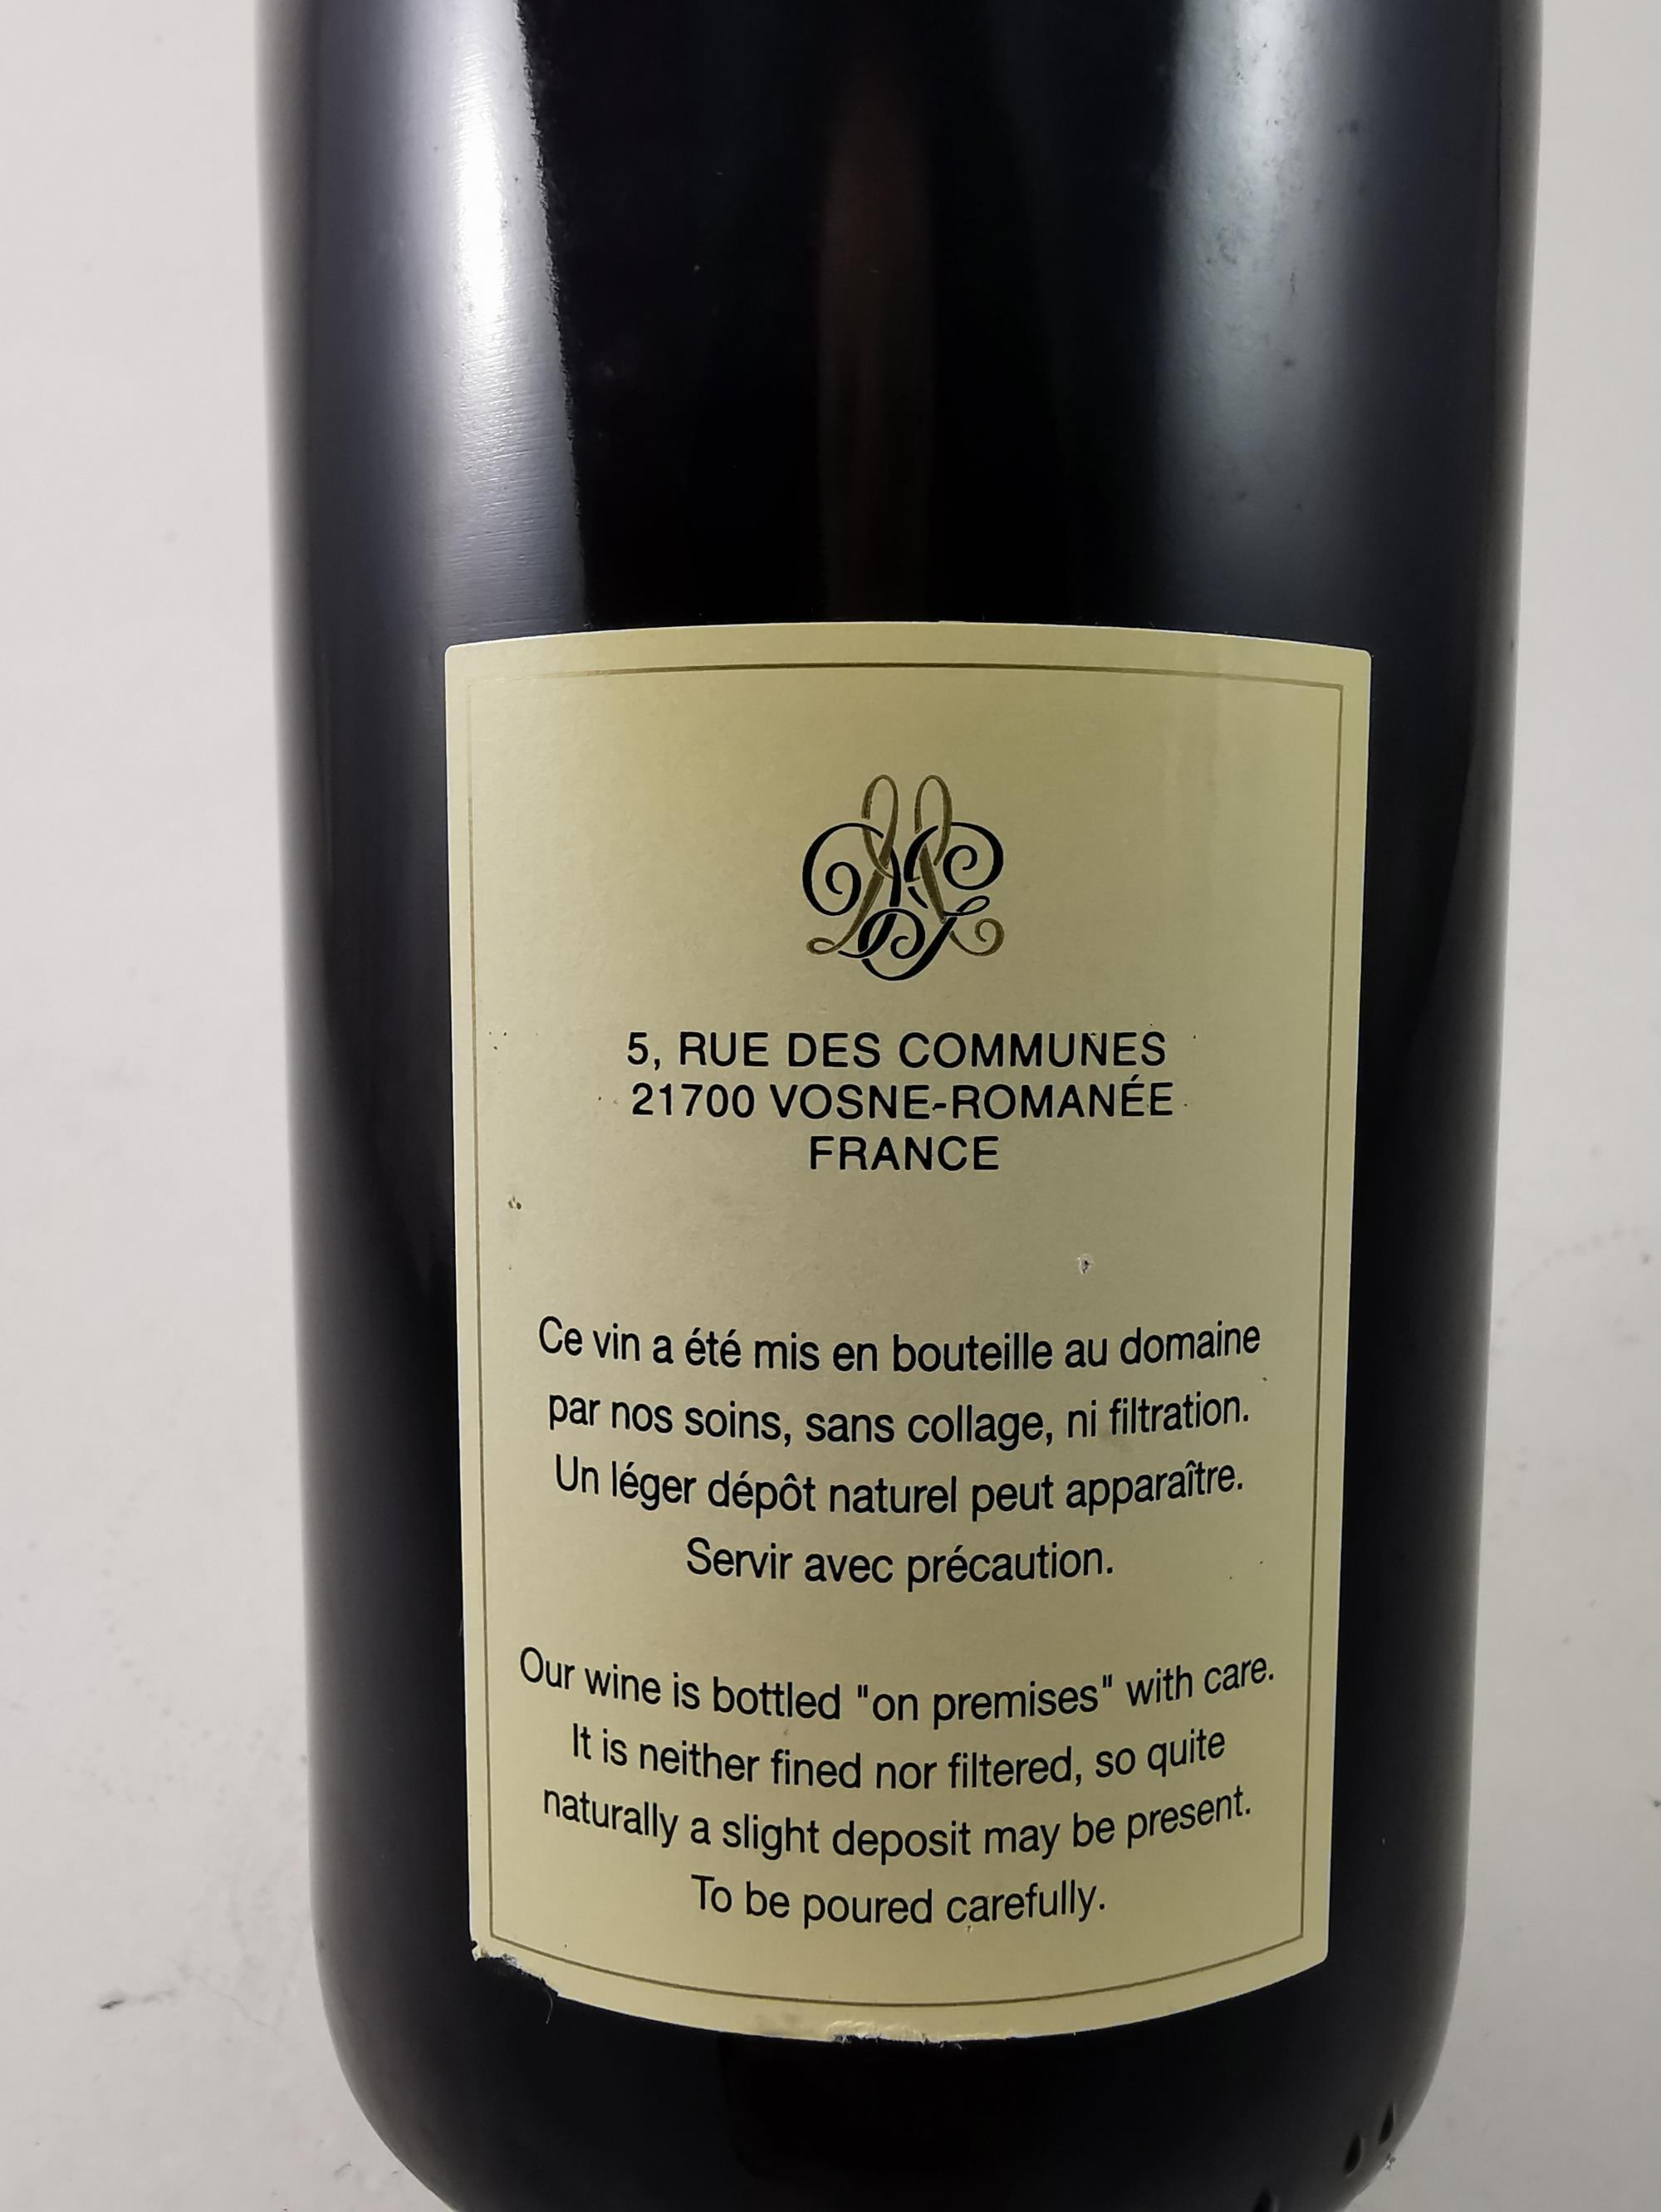 5, RUE DES COMMUNES
21700 VOSNE-ROMANÉE
FRANCE
Ce vin a été mis en bouteille au domaine
par nos soins, sans collage, ni filtration.
Un léger dépôt naturel peut apparaître.
Servir avec précaution.
Our wine is bottled "on premises" with care.
It is neither fined nor filtered, so quite
naturally a slight deposit may be present.
To be poured carefully.